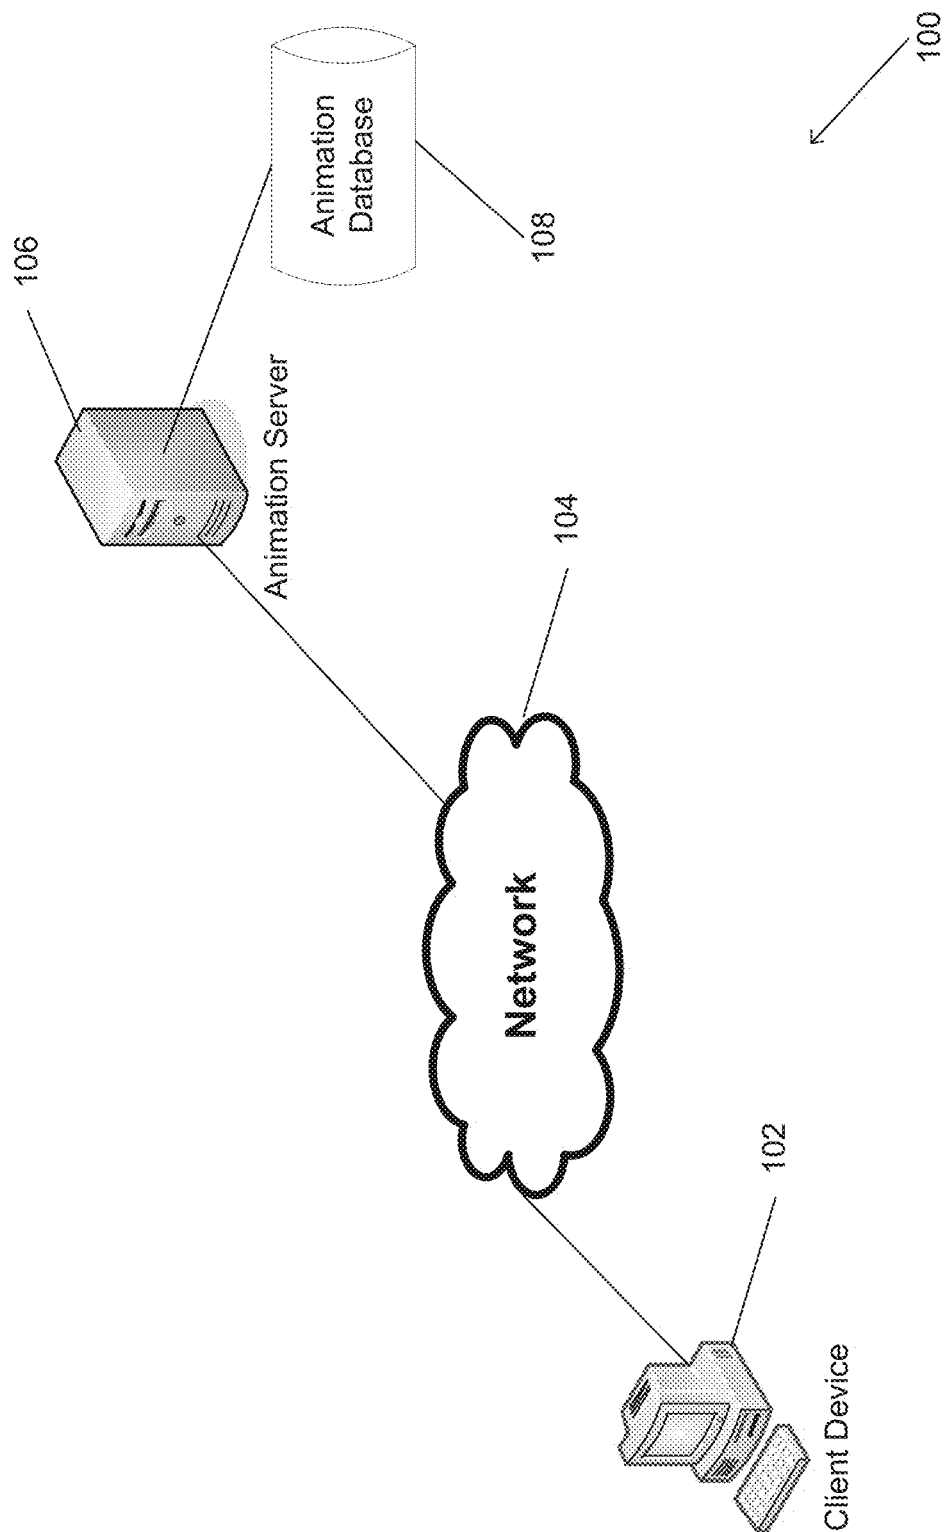 106
Animation Server
Animation
Database
108
104
Network
102
Client Device
100